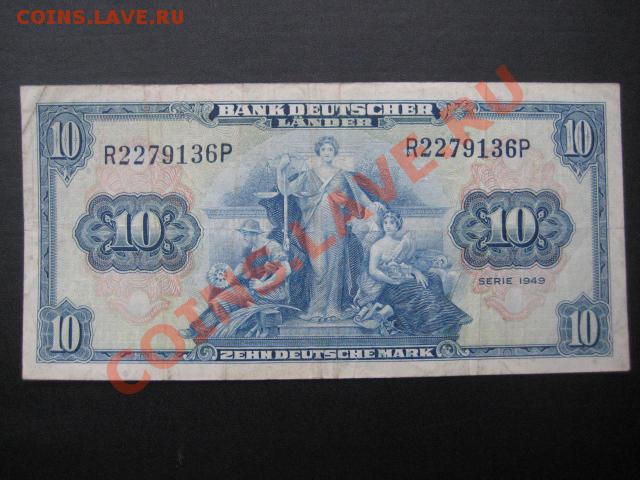 COINS.LAVE.RU
BANK DEUTSCHER
LÄNDER
10
10
R2279136P
R2279136P
10
10
SERIE 1949
10
10
ZEHN DEUTSCHE MARK
COINS.LAVE.RU